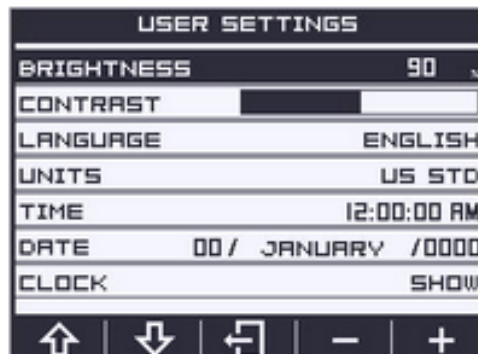 USER SETTINGS
BRIGHTNESS 90
CONTRAST
LANGUAGE ENGLISH
UNITS US STD
TIME 12:00:00 AM
DATE 00/ JANUARY /0000
CLOCK SHOW
− +